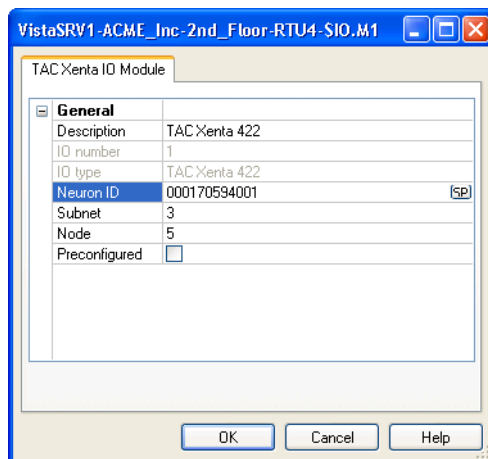 VistaSRV1-ACME_Inc-2nd_Floor-RTU4-$IO.M1
TAC Xenta IO Module
General
Description TAC Xenta 422
IO number 1
IO type TAC Xenta 422
Neuron ID 000170594001 SP
Subnet 3
Node 5
Preconfigured
OK Cancel Help